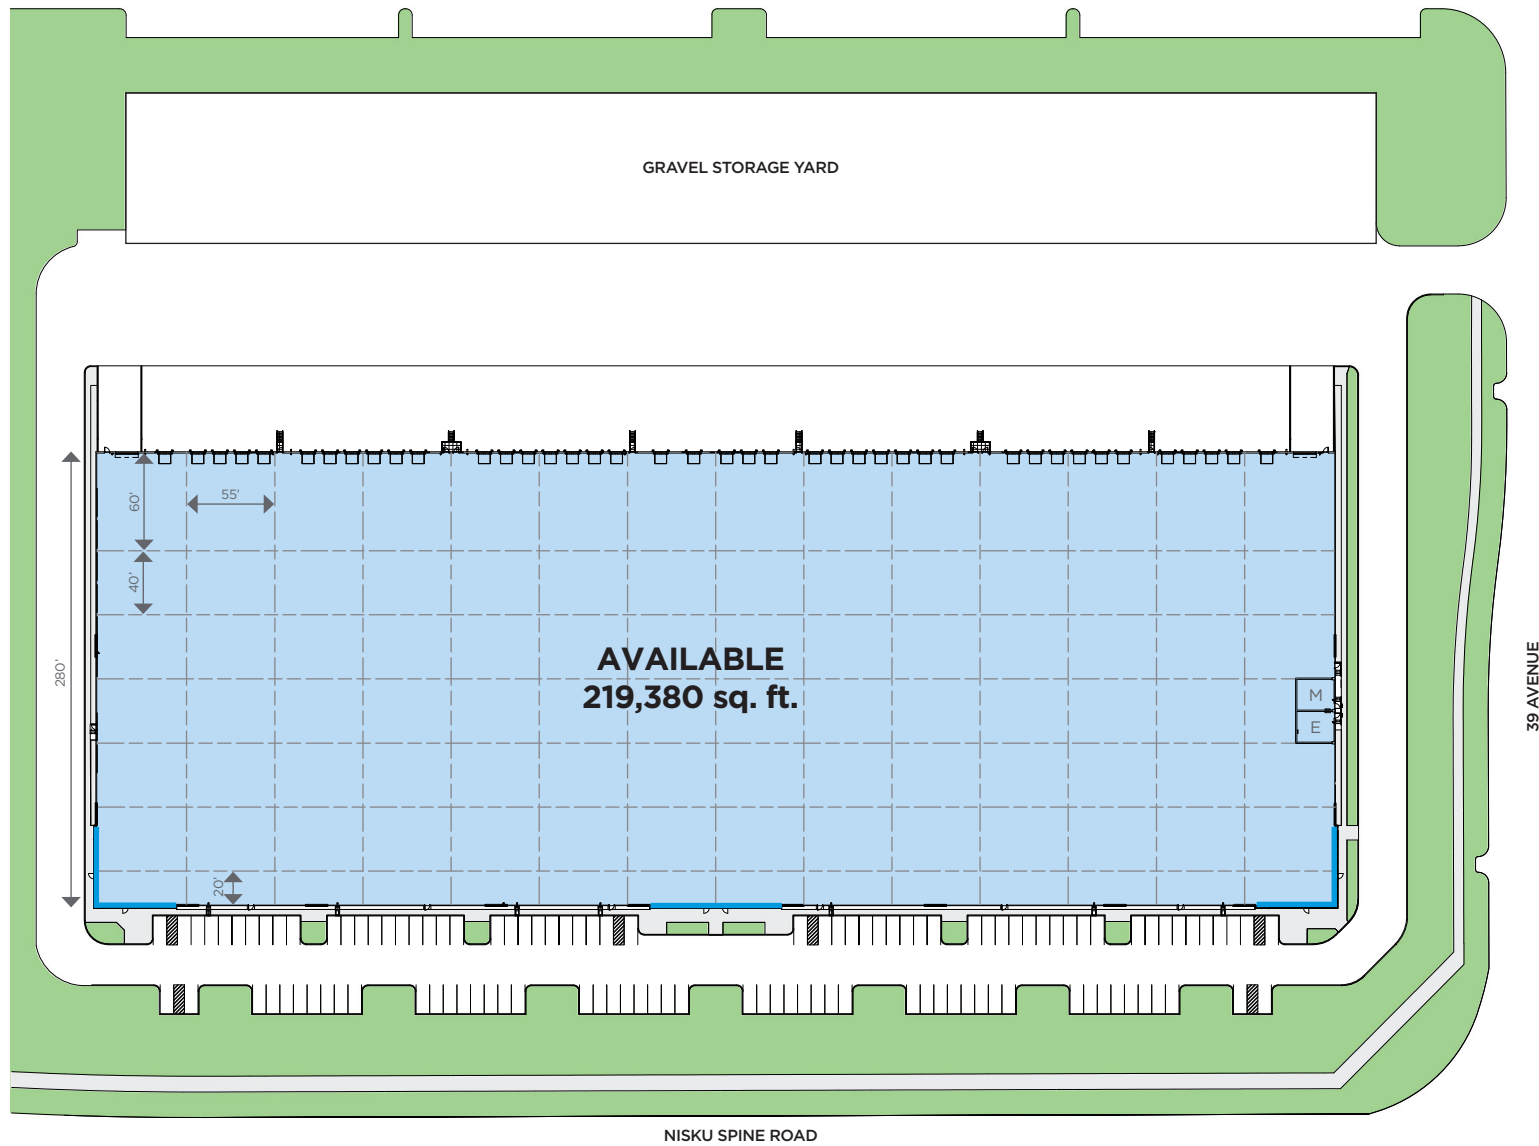 GRAVEL STORAGE YARD
60'
55'
40'
280'
AVAILABLE
219,380 sq. ft.
M
E
39 AVENUE
20'
NISKU SPINE ROAD